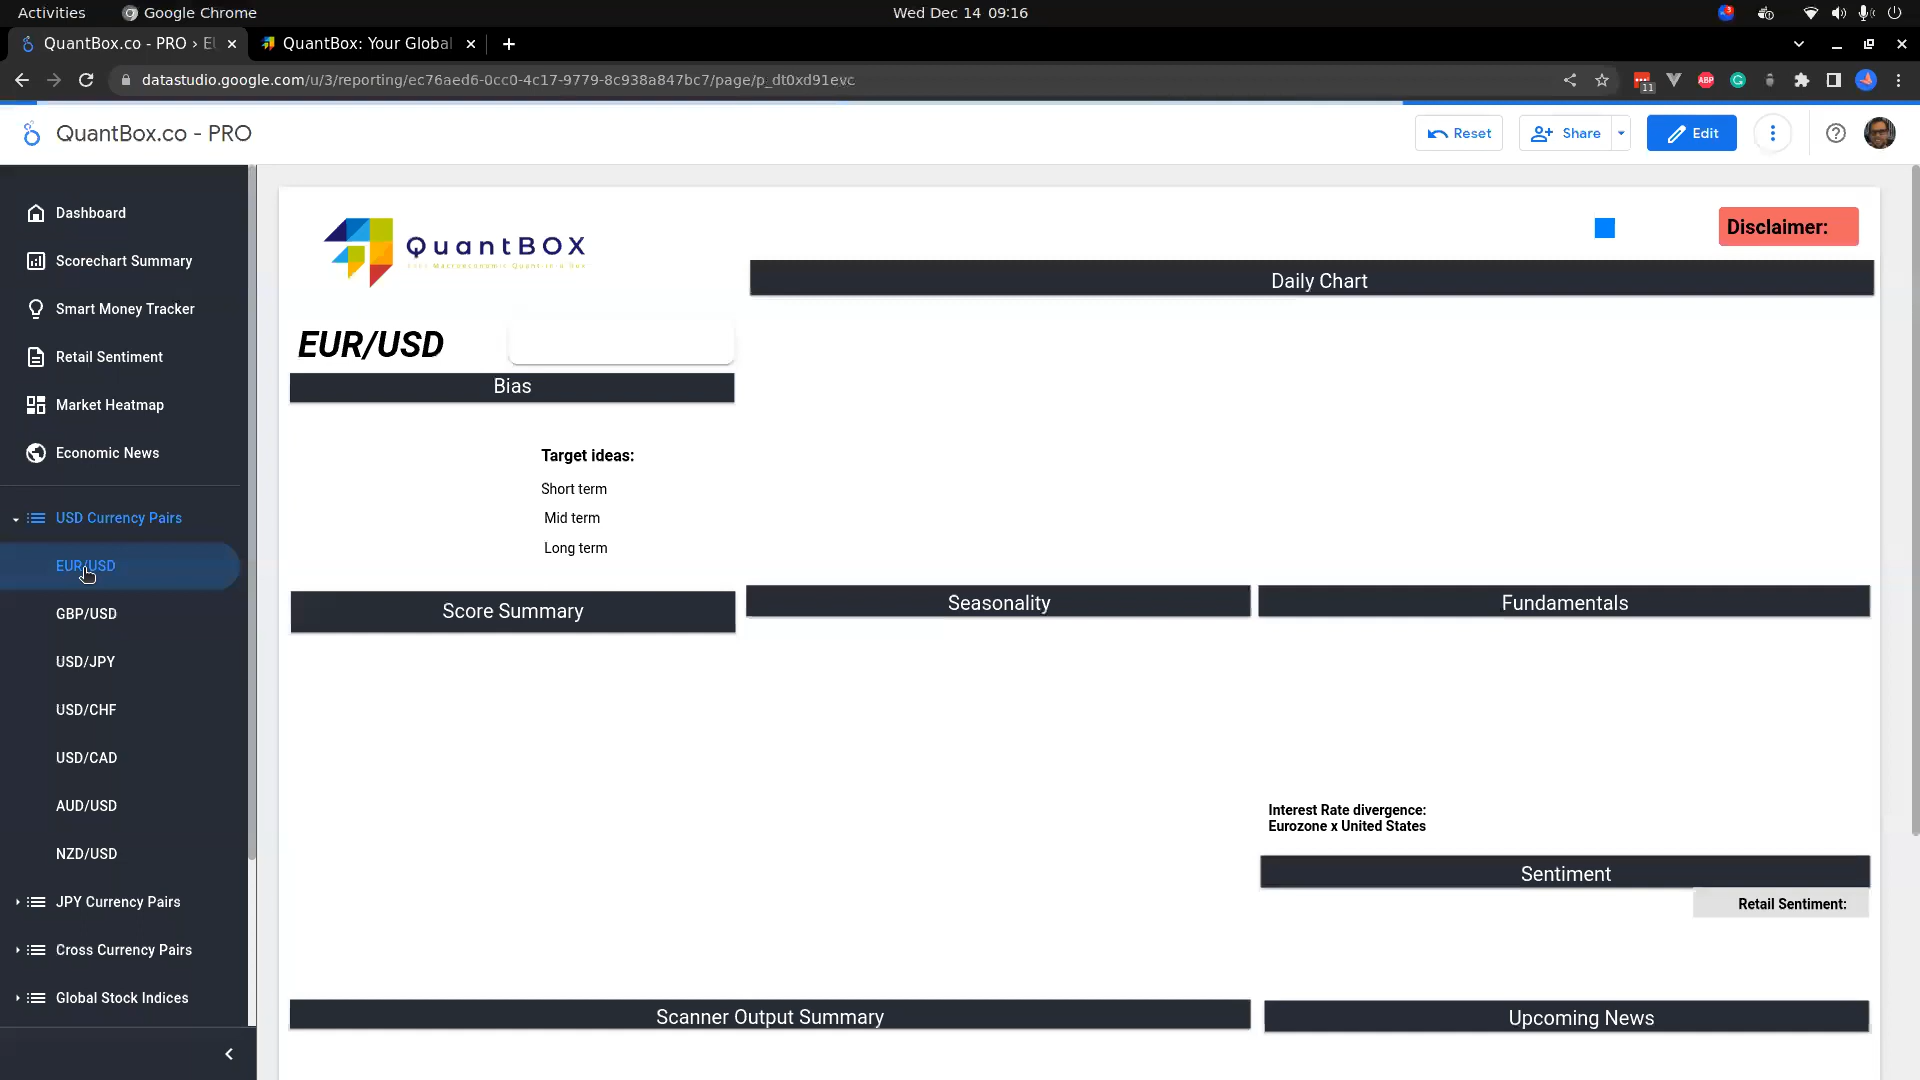 Activities
Google Chrome
Wed Dec 14 09:16
3
QuantBox.co - PRO › EU
QuantBox: Your Global
datastudio.google.com/u/3/reporting/ec76aed6-0cc0-4c17-9779-8c938a847bc7/page/p_dt0xd91evc
11
ABP
QuantBox.co - PRO
Reset
Share
Edit
Dashboard
Scorechart Summary
Smart Money Tracker
Retail Sentiment
Market Heatmap
Economic News
USD Currency Pairs
EUR/USD
GBP/USD
USD/JPY
USD/CHF
USD/CAD
AUD/USD
NZD/USD
JPY Currency Pairs
Cross Currency Pairs
Global Stock Indices
QuantBOX
Disclaimer:
Daily Chart
EUR/USD
Bias
Target ideas:
Short term
Mid term
Long term
Score Summary
Seasonality
Fundamentals
Interest Rate divergence:
Eurozone x United States
Sentiment
Retail Sentiment:
Scanner Output Summary
Upcoming News